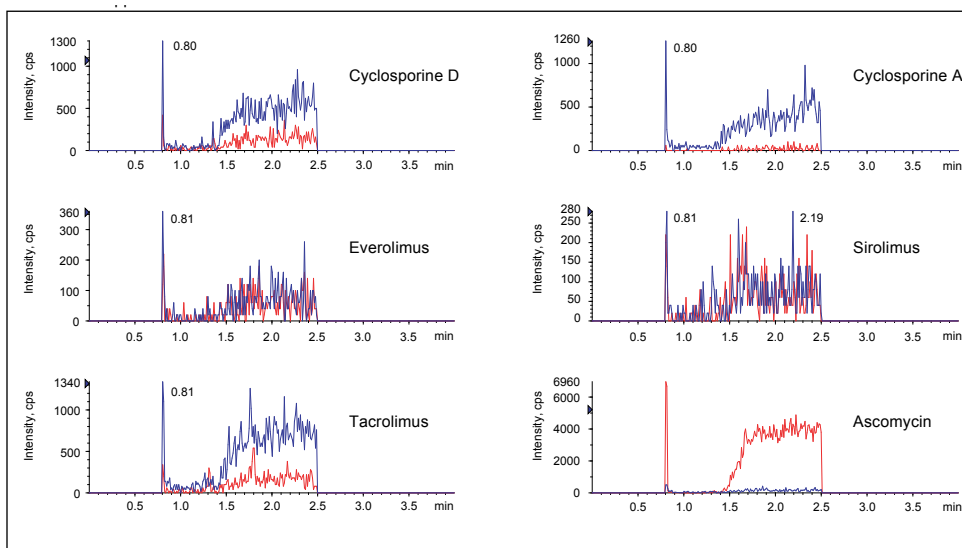 1300
1000
500
0
Intensity, cps
0.80
Cyclosporine D
0.5 1.0 1.5 2.0 2.5 3.0 3.5 min
1260
1000
500
0
Intensity, cps
0.80
Cyclosporine A
0.5 1.0 1.5 2.0 2.5 3.0 3.5 min
360
300
200
100
0
Intensity, cps
0.81
Everolimus
0.5 1.0 1.5 2.0 2.5 3.0 3.5 min
280
250
200
150
100
50
0
Intensity, cps
0.81 2.19
Sirolimus
0.5 1.0 1.5 2.0 2.5 3.0 3.5 min
1340
1000
500
0
Intensity, cps
0.81
Tacrolimus
0.5 1.0 1.5 2.0 2.5 3.0 3.5 min
6960
6000
4000
2000
0
Intensity, cps
Ascomycin
0.5 1.0 1.5 2.0 2.5 3.0 3.5 min